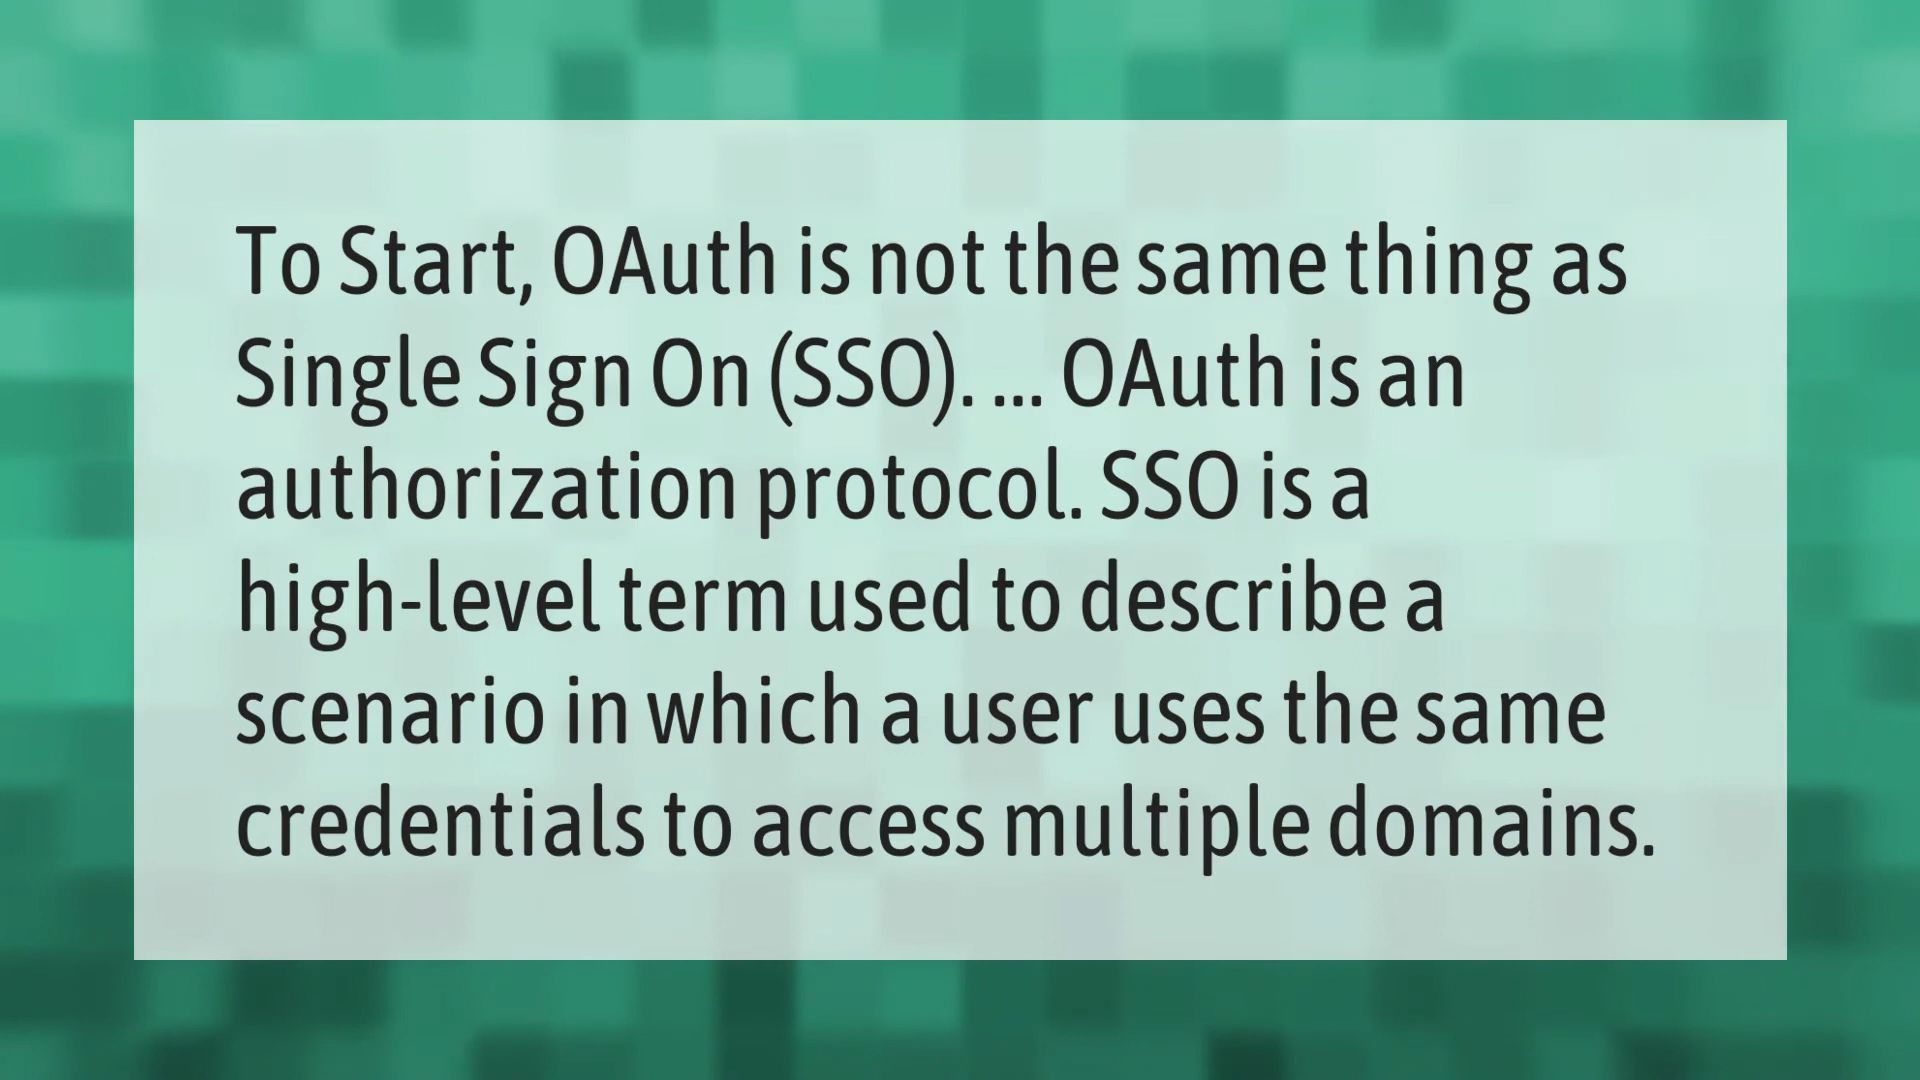 To Start, OAuth is not the same thing as
Single Sign On (SSO). ... OAuth is an
authorization protocol. SSO is a
high-level term used to describe a
scenario in which a user uses the same
credentials to access multiple domains.